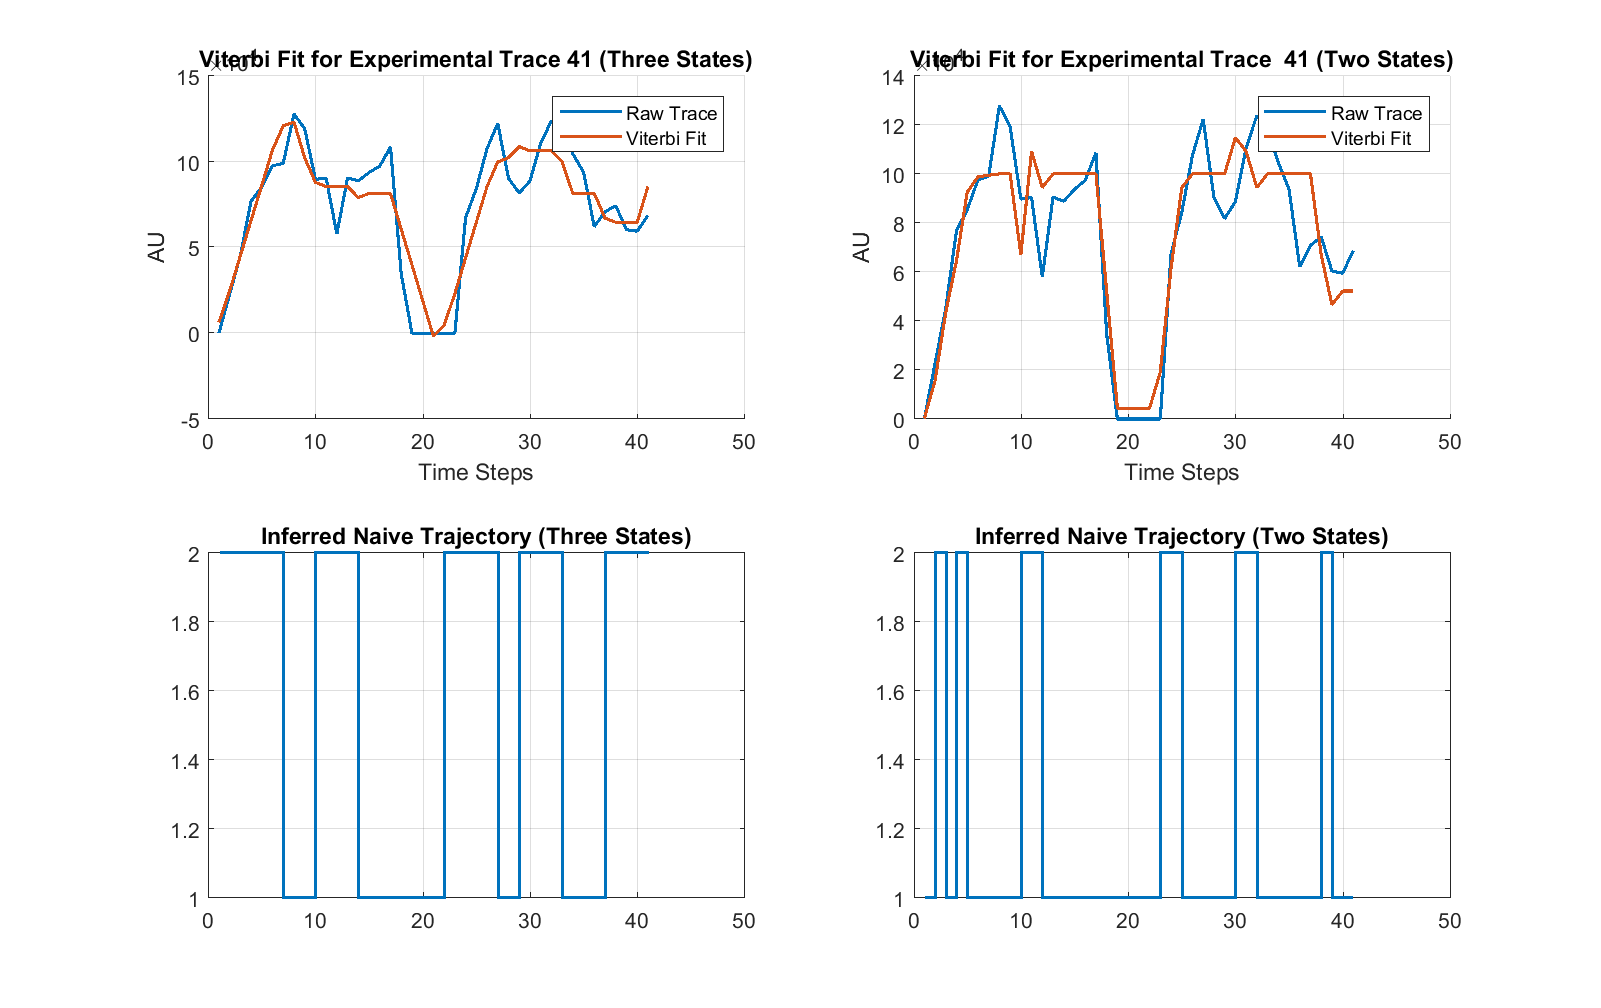 Viterbi Fit for Experimental Trace 41 (Three States)
×10⁴
15
10
5
0
-5
AU
0 10 20 30 40 50
Time Steps
Raw Trace
Viterbi Fit
Viterbi Fit for Experimental Trace  41 (Two States)
×10⁴
14
12
10
8
6
4
2
0
AU
0 10 20 30 40 50
Time Steps
Raw Trace
Viterbi Fit
Inferred Naive Trajectory (Three States)
2
1.8
1.6
1.4
1.2
1
0 10 20 30 40 50
Inferred Naive Trajectory (Two States)
2
1.8
1.6
1.4
1.2
1
0 10 20 30 40 50